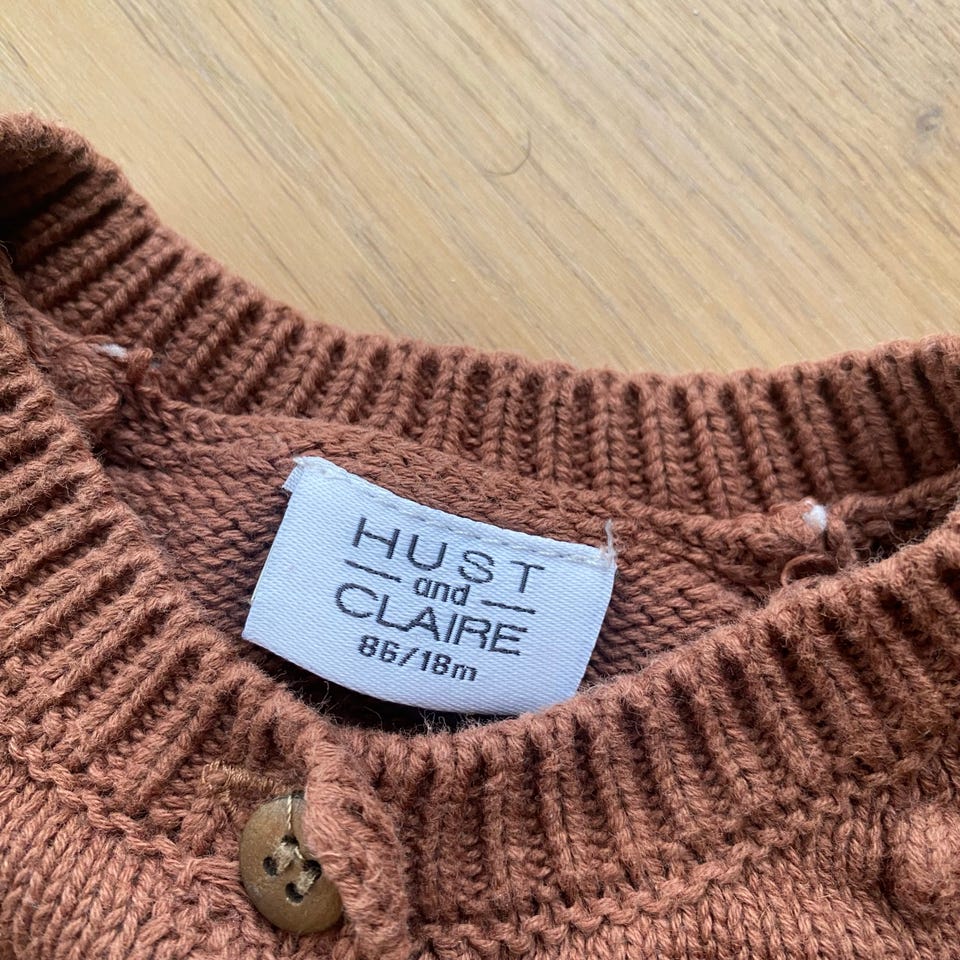 HUST
and
CLAIRE
86/18m